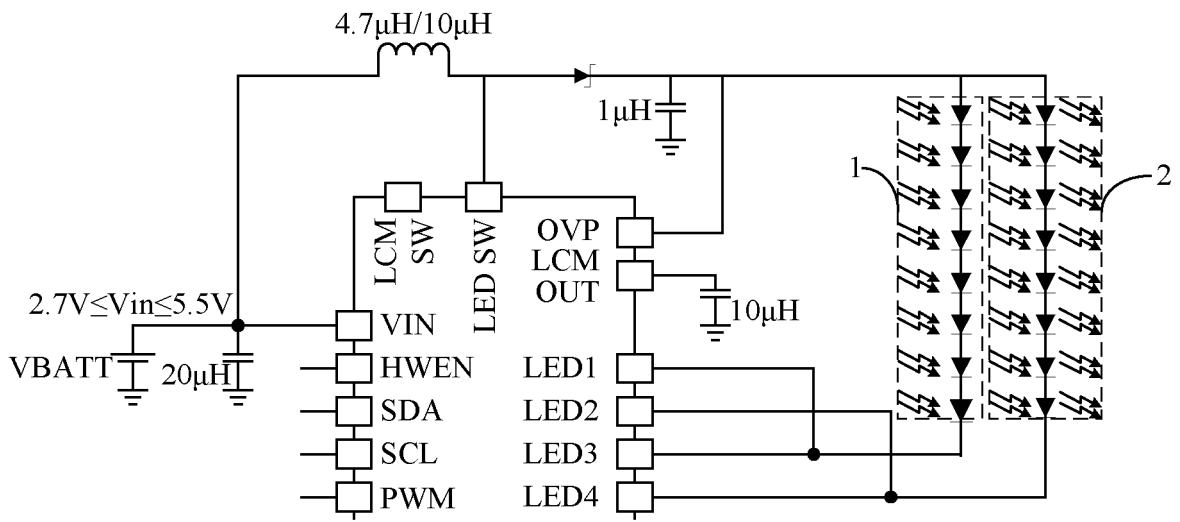 4.7μH/10μH
1μH
1
2
LCM SW
LED SW
OVP
LCM OUT
10μH
2.7V≤Vin≤5.5V
VIN
VBATT
20μH
HWEN
LED1
SDA
LED2
SCL
LED3
PWM
LED4